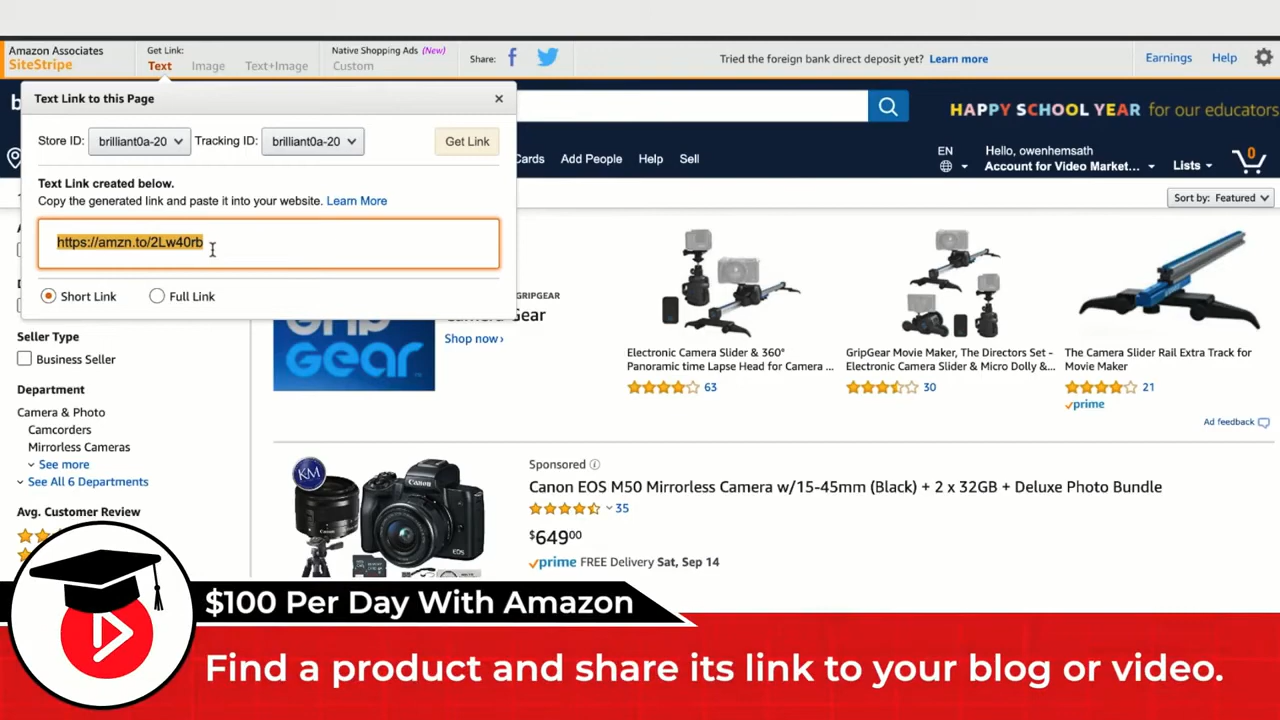 Amazon Associates
SiteStripe
Get Link:
Text Image Text+Image
Native Shopping Ads (New)
Custom
Share:
Tried the foreign bank direct deposit yet? Learn more
Earnings Help
Text Link to this Page
Store ID: brilliant0a-20 Tracking ID: brilliant0a-20 Get Link
Text Link created below.
Copy the generated link and paste it into your website. Learn More
https://amzn.to/2Lw40rb
Short Link Full Link
HAPPY SCHOOL YEAR for our educators
Cards Add People Help Sell
EN
Hello, owenhemsath
Account for Video Market...
Lists
0
Sort by: Featured
GRIPGEAR
Camera Gear
Shop now
Grip
Gear
Electronic Camera Slider & 360°
Panoramic time Lapse Head for Camera ...
63
GripGear Movie Maker, The Directors Set -
Electronic Camera Slider & Micro Dolly &...
30
The Camera Slider Rail Extra Track for
Movie Maker
21
prime
Ad feedback
Seller Type
Business Seller
Department
Camera & Photo
Camcorders
Mirrorless Cameras
See more
See All 6 Departments
Avg. Customer Review
KM
Canon
EOS
Sponsored
Canon EOS M50 Mirrorless Camera w/15-45mm (Black) + 2 x 32GB + Deluxe Photo Bundle
35
$649.00
prime FREE Delivery Sat, Sep 14
$100 Per Day With Amazon
Find a product and share its link to your blog or video.